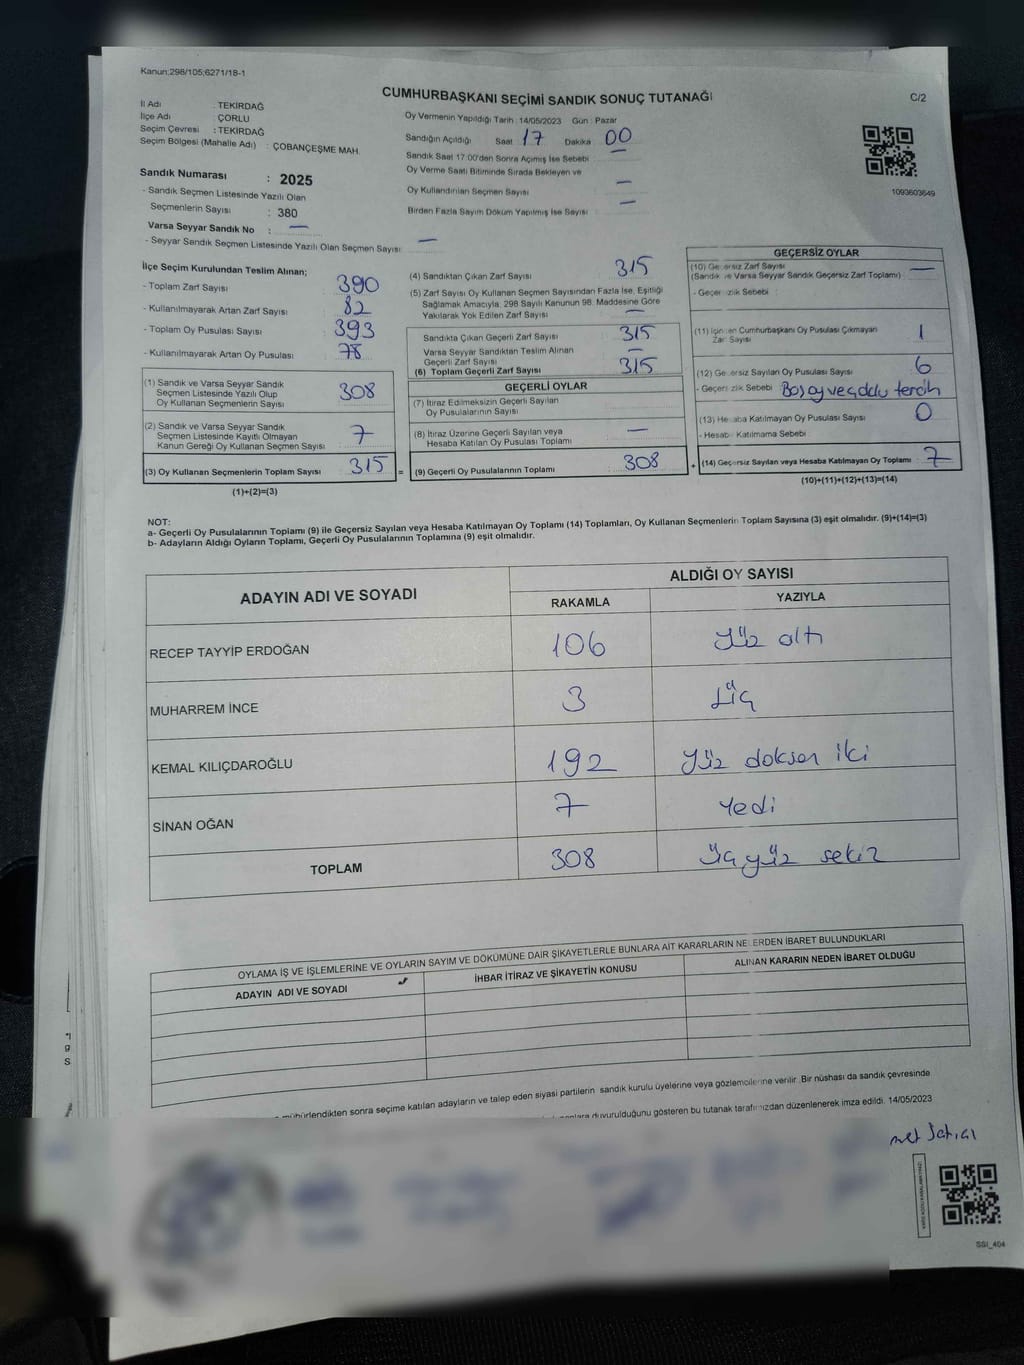 Kanun:298/105;6271/18-1
CUMHURBAŞKANI SEÇİMİ SANDIK SONUÇ TUTANAĞI
C/2
İl Adı : TEKİRDAĞ
İlçe Adı : ÇORLU
Seçim Çevresi : TEKİRDAĞ
Seçim Bölgesi (Mahalle Adı) : ÇOBANÇEŞME MAH.
Sandık Numarası : 2025
- Sandık Seçmen Listesinde Yazılı Olan
Seçmenlerin Sayısı : 380
Varsa Seyyar Sandık No : —
- Seyyar Sandık Seçmen Listesinde Yazılı Olan Seçmen Sayısı: —
Oy Vermenin Yapıldığı Tarih : 14/05/2023 Gün : Pazar
Sandığın Açıldığı Saat 17 Dakika 00
Sandık Saat 17:00'den Sonra Açımış İse Sebebi : —
Oy Verme Saati Bitiminde Sırada Bekleyen ve
Oy Kullandırılan Seçmen Sayısı : —
Birden Fazla Sayım Döküm Yapılmış İse Sayısı : —
1093603649
İlçe Seçim Kurulundan Teslim Alınan;
- Toplam Zarf Sayısı : 390
- Kullanılmayarak Artan Zarf Sayısı : 82
- Toplam Oy Pusulası Sayısı : 393
- Kullanılmayarak Artan Oy Pusulası : 78
(1) Sandık ve Varsa Seyyar Sandık
Seçmen Listesinde Yazılı Olup
Oy Kullanan Seçmenlerin Sayısı : 308
(2) Sandık ve Varsa Seyyar Sandık
Seçmen Listesinde Kayıtlı Olmayan
Kanun Gereği Oy Kullanan Seçmen Sayısı : 7
(3) Oy Kullanan Seçmenlerin Toplam Sayısı : 315 =
(1)+(2)=(3)
(4) Sandıktan Çıkan Zarf Sayısı : 315
(5) Zarf Sayısı Oy Kullanan Seçmen Sayısından Fazla İse, Eşitliği
Sağlamak Amacıyla, 298 Sayılı Kanunun 98. Maddesine Göre
Yakılarak Yok Edilen Zarf Sayısı : —
Sandıkta Çıkan Geçerli Zarf Sayısı : 315
Varsa Seyyar Sandıktan Teslim Alınan
Geçerli Zarf Sayısı : —
(6) Toplam Geçerli Zarf Sayısı : 315
GEÇERLİ OYLAR
(7) İtiraz Edilmeksizin Geçerli Sayılan
Oy Pusulalarının Sayısı :
(8) İtiraz Üzerine Geçerli Sayılan veya
Hesaba Katılan Oy Pusulası Toplamı : —
(9) Geçerli Oy Pusulalarının Toplamı : 308 +
GEÇERSİZ OYLAR
(10) Geçersiz Zarf Sayısı
(Sandık ve Varsa Seyyar Sandık Geçersiz Zarf Toplamı) : —
- Geçersizlik Sebebi :
(11) İçinden Cumhurbaşkanı Oy Pusulası Çıkmayan
Zarf Sayısı : 1
(12) Geçersiz Sayılan Oy Pusulası Sayısı : 6
- Geçersizlik Sebebi : Boş oy ve çoklu tercih
(13) Hesaba Katılmayan Oy Pusulası Sayısı : 0
- Hesaba Katılmama Sebebi :
(14) Geçersiz Sayılan veya Hesaba Katılmayan Oy Toplamı : 7
(10)+(11)+(12)+(13)=(14)
NOT:
a- Geçerli Oy Pusulalarının Toplamı (9) ile Geçersiz Sayılan veya Hesaba Katılmayan Oy Toplamı (14) Toplamları, Oy Kullanan Seçmenlerin Toplam Sayısına (3) eşit olmalıdır. (9)+(14)=(3)
b- Adayların Aldığı Oyların Toplamı, Geçerli Oy Pusulalarının Toplamına (9) eşit olmalıdır.
ADAYIN ADI VE SOYADI
ALDIĞI OY SAYISI
RAKAMLA YAZIYLA
RECEP TAYYİP ERDOĞAN 106 Yüz altı
MUHARREM İNCE 3 Üç
KEMAL KILIÇDAROĞLU 192 Yüz doksan iki
SİNAN OĞAN 7 Yedi
TOPLAM 308 Üç yüz sekiz
OYLAMA İŞ VE İŞLEMLERİNE VE OYLARIN SAYIM VE DÖKÜMÜNE DAİR ŞİKAYETLERLE BUNLARA AİT KARARLARIN NELERDEN İBARET BULUNDUKLARI
ADAYIN ADI VE SOYADI İHBAR İTİRAZ VE ŞİKAYETİN KONUSU ALINAN KARARIN NEDEN İBARET OLDUĞU
mühürlendikten sonra seçime katılan adayların ve talep eden siyasi partilerin sandık kurulu üyelerine veya gözlemcilerine verilir. Bir nüshası da sandık çevresinde
duyurulduğunu gösteren bu tutanak tarafımızdan düzenlenerek imza edildi. 14/05/2023
SSI_404